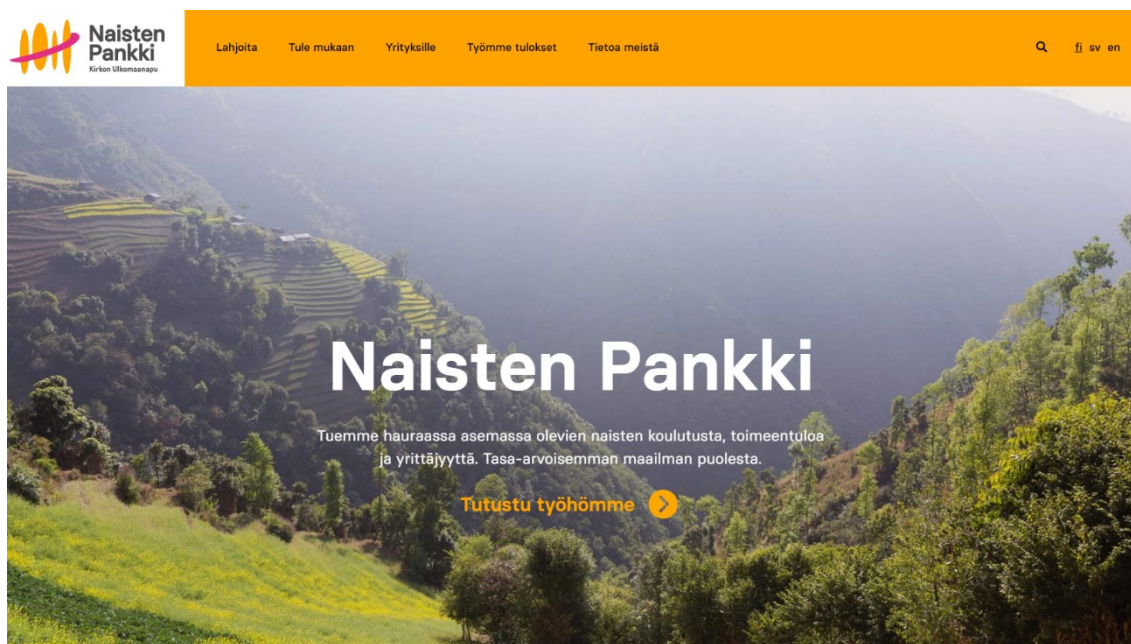 Naisten
Pankki
Kirkon Ulkomaanapu
Lahjoita Tule mukaan Yrityksille Työmme tulokset Tietoa meistä fi sv en
Naisten Pankki
Tuemme hauraassa asemassa olevien naisten koulutusta, toimeentuloa
ja yrittäjyyttä. Tasa-arvoisemman maailman puolesta.
Tutustu työhömme